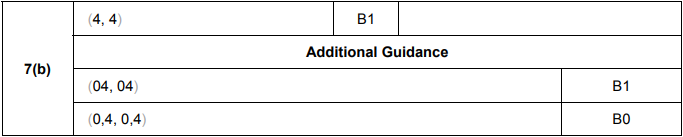 (4, 4) B1
Additional Guidance
7(b)
(04, 04) B1
(0,4, 0,4) B0